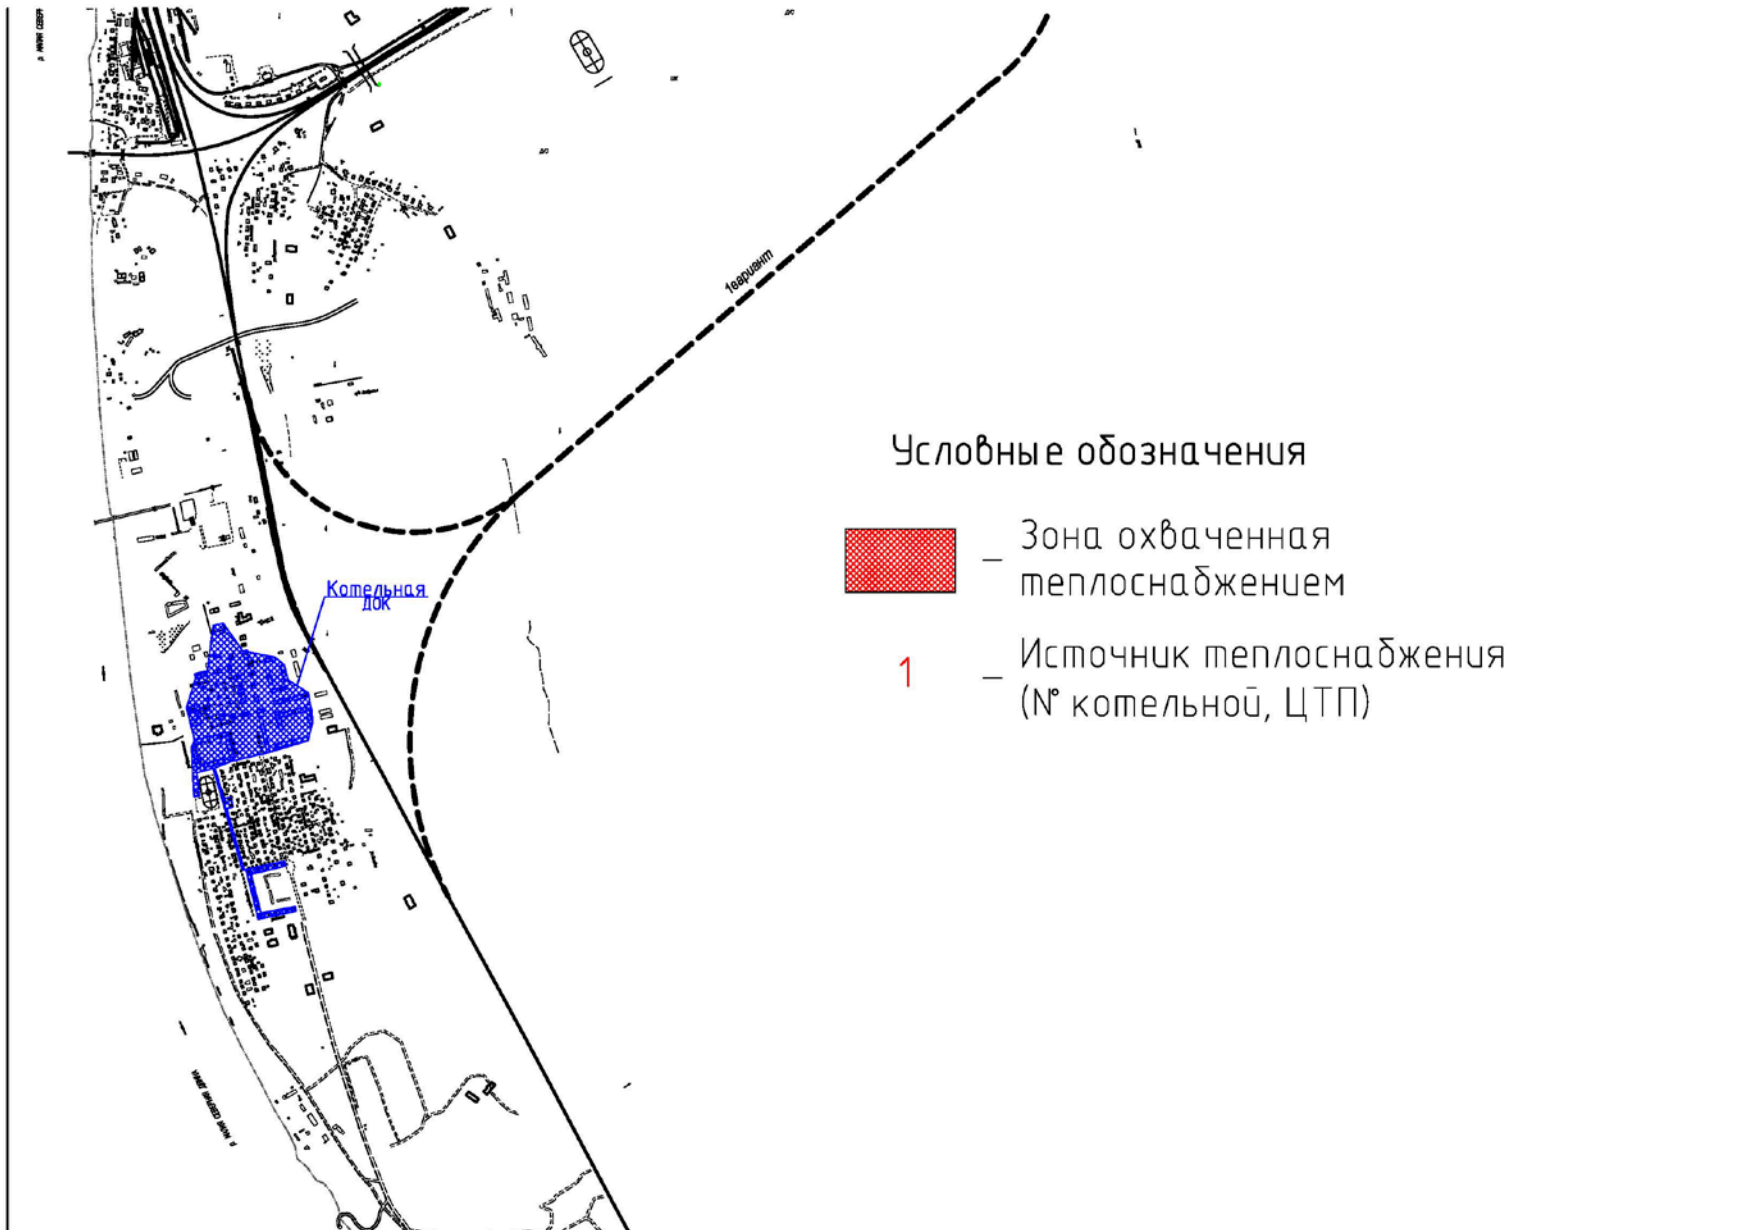 1вариант
Условные обозначения
Зона охваченная
теплоснабжением
Котельная
ДОК
1
Источник теплоснабжения
(№ котельной, ЦТП)